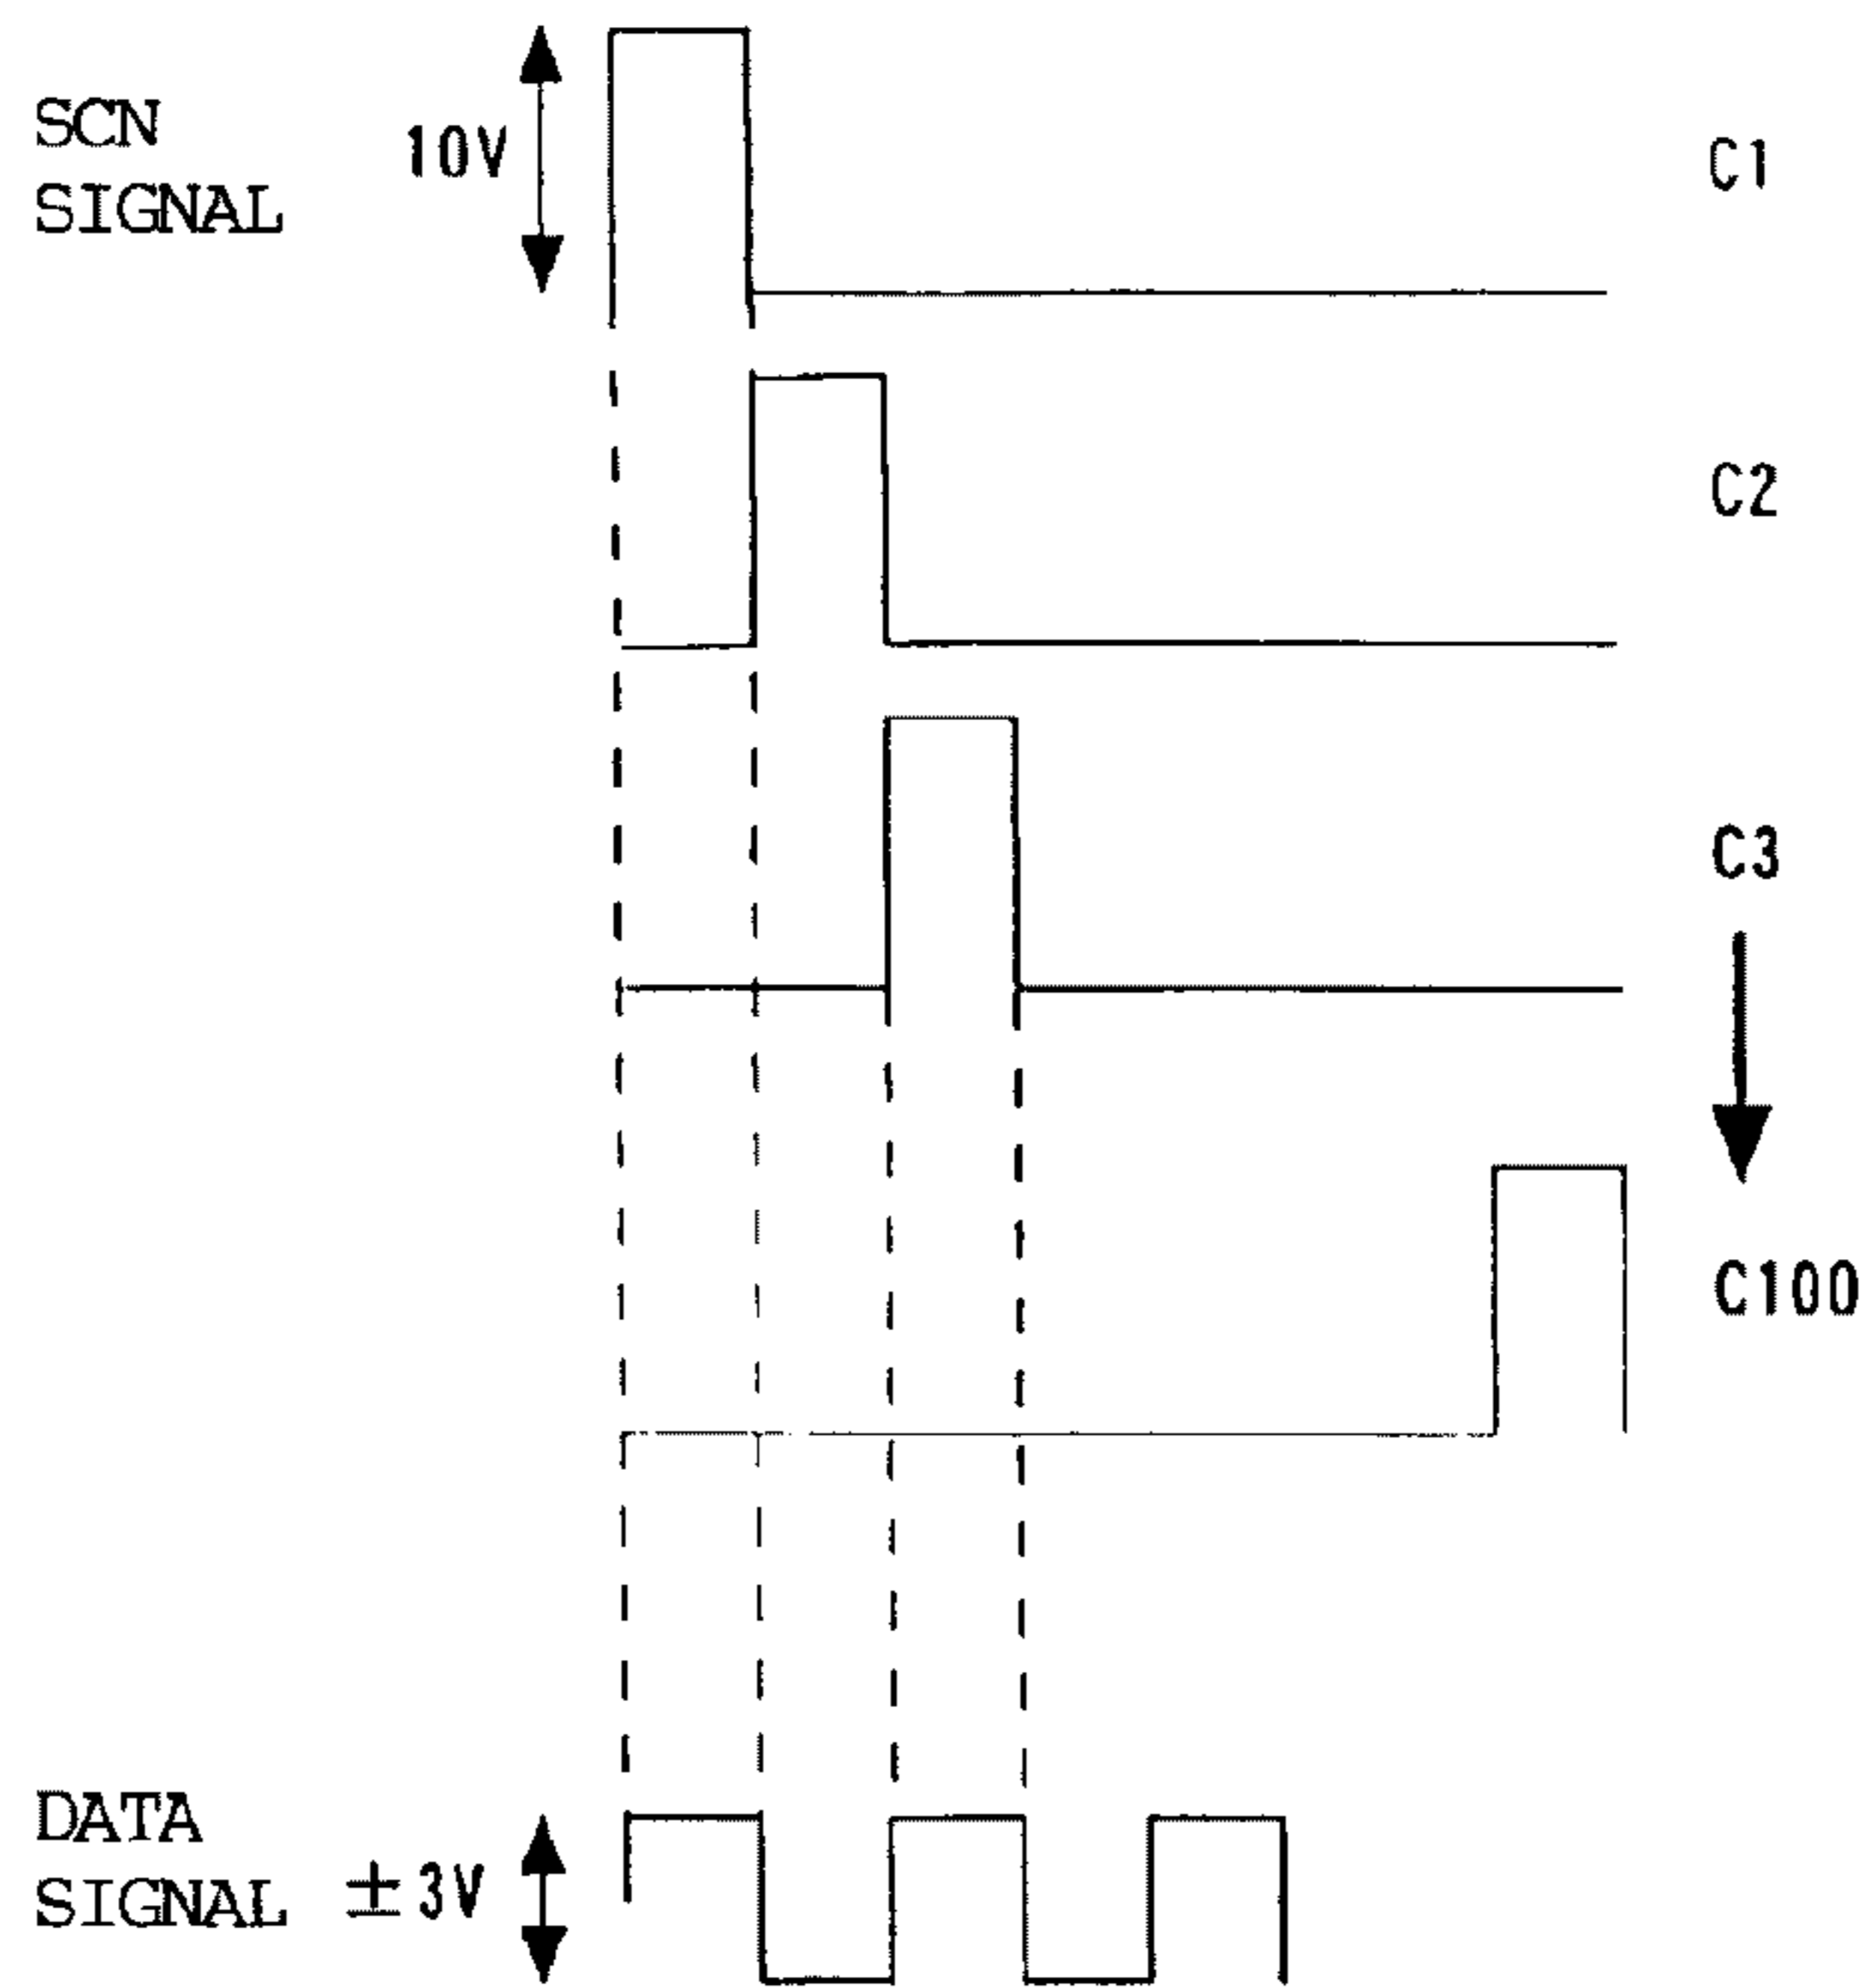 SCN
SIGNAL
10V
C1
C2
C3
C100
DATA
SIGNAL
± 3V